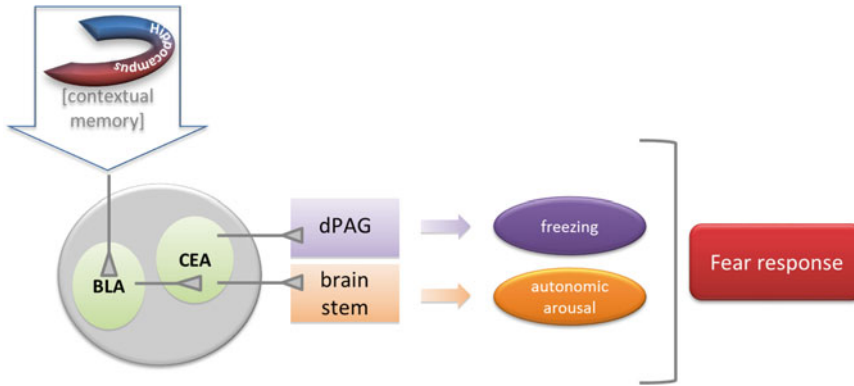 Hippocampus
[contextual
memory]
BLA
CEA
dPAG
brain
stem
freezing
autonomic
arousal
Fear response